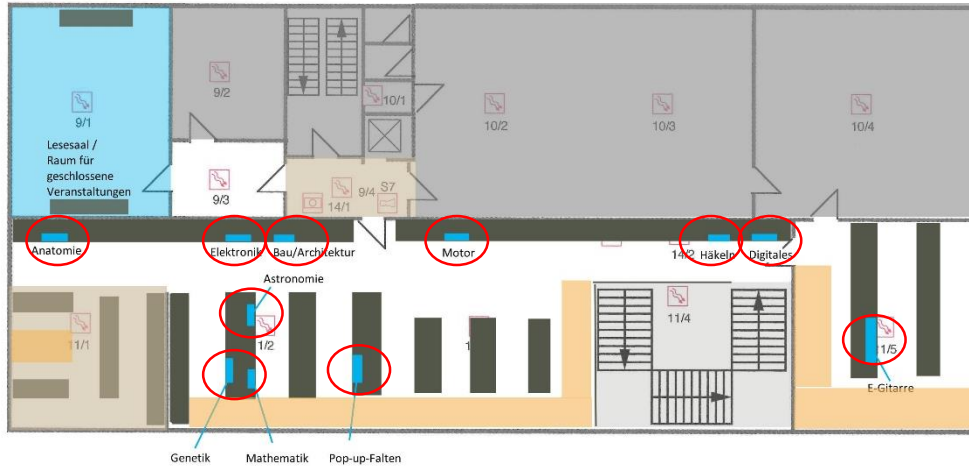 9/1
9/2
10/1
10/2
10/3
10/4
Lesesaal /
Raum für
geschlossene
Veranstaltungen
9/3
9/4
S7
14/1
Anatomie
Elektronik
Bau/Architektur
Motor
14/2
Häkeln
Digitales
Astronomie
11/1
1/2
11/4
11/5
E-Gitarre
Genetik
Mathematik
Pop-up-Falten